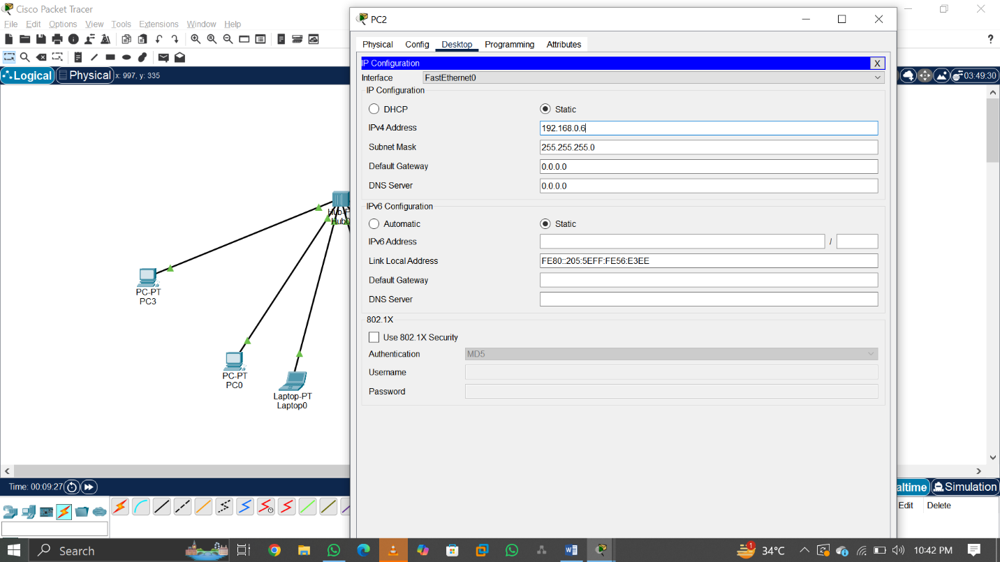 Cisco Packet Tracer
File Edit Options View Tools Extensions Window Help
?
Logical Physical x: 997, y: 335
03:49:30
PC2
Physical Config Desktop Programming Attributes
IP Configuration X
Interface FastEthernet0
IP Configuration
DHCP Static
IPv4 Address 192.168.0.6
Subnet Mask 255.255.255.0
Default Gateway 0.0.0.0
DNS Server 0.0.0.0
IPv6 Configuration
Automatic Static
IPv6 Address /
Link Local Address FE80::205:5EFF:FE56:E3EE
Default Gateway
DNS Server
802.1X
Use 802.1X Security
Authentication MD5
Username
Password
Hub-P
Hub0
PC-PT
PC3
PC-PT
PC0
Laptop-PT
Laptop0
Time: 00:09:27
altime Simulation
Edit Delete
Search
1
34°C
10:42 PM